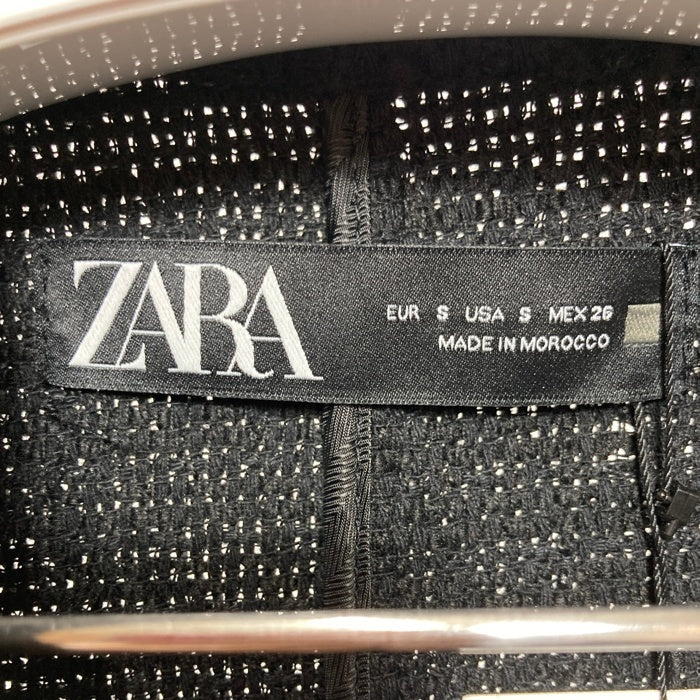 ZARA
EUR S USA S MEX 26
MADE IN MOROCCO